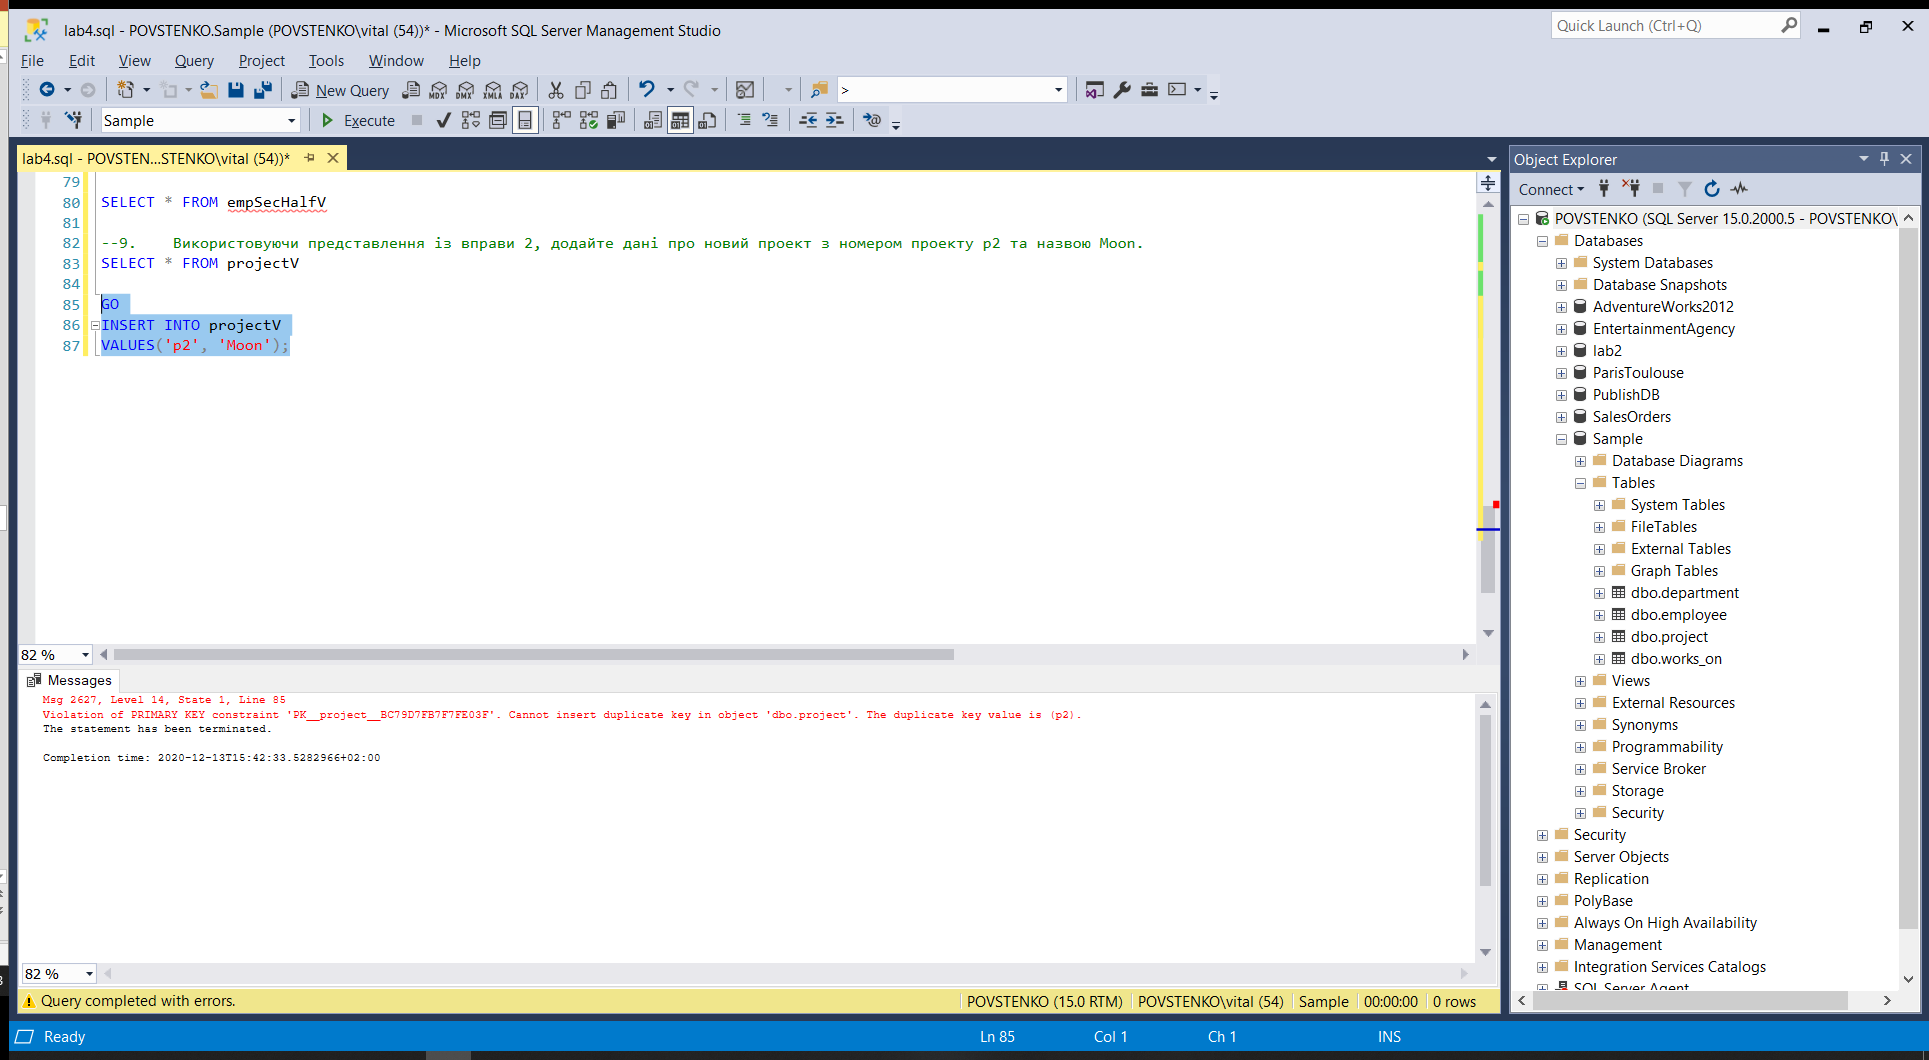 lab4.sql - POVSTENKO.Sample (POVSTENKO\vital (54))* - Microsoft SQL Server Management Studio
Quick Launch (Ctrl+Q)
File Edit View Query Project Tools Window Help
New Query MDX DMX XMLA DAX >
Sample Execute
lab4.sql - POVSTEN...STENKO\vital (54))*
79
80 SELECT * FROM empSecHalfV
81
82 --9. Використовуючи представлення із вправи 2, додайте дані про новий проект з номером проекту p2 та назвою Moon.
83 SELECT * FROM projectV
84
85 GO
86 INSERT INTO projectV
87 VALUES('p2', 'Moon');
82 %
Messages
Msg 2627, Level 14, State 1, Line 85
Violation of PRIMARY KEY constraint 'PK__project__BC79D7FB7F7FE03F'. Cannot insert duplicate key in object 'dbo.project'. The duplicate key value is (p2).
The statement has been terminated.
Completion time: 2020-12-13T15:42:33.5282966+02:00
82 %
Query completed with errors.
POVSTENKO (15.0 RTM) POVSTENKO\vital (54) Sample 00:00:00 0 rows
Object Explorer
Connect
POVSTENKO (SQL Server 15.0.2000.5 - POVSTENKO\
Databases
System Databases
Database Snapshots
AdventureWorks2012
EntertainmentAgency
lab2
ParisToulouse
PublishDB
SalesOrders
Sample
Database Diagrams
Tables
System Tables
FileTables
External Tables
Graph Tables
dbo.department
dbo.employee
dbo.project
dbo.works_on
Views
External Resources
Synonyms
Programmability
Service Broker
Storage
Security
Security
Server Objects
Replication
PolyBase
Always On High Availability
Management
Integration Services Catalogs
SQL Server Agent
Ready Ln 85 Col 1 Ch 1 INS